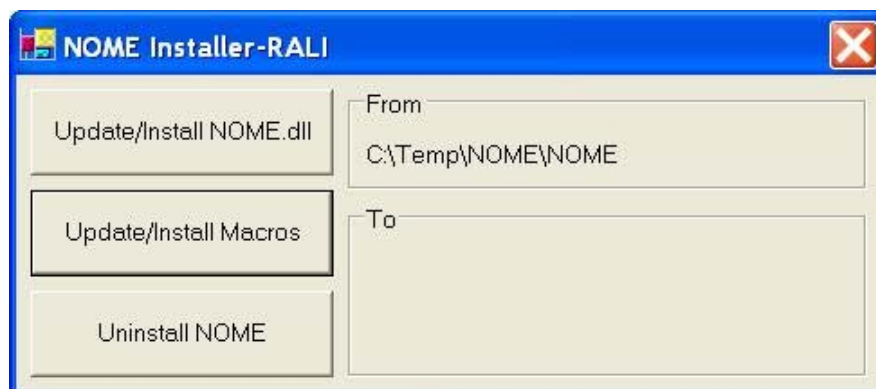 NOME Installer-RALI
Update/Install NOME.dll
From
C:\Temp\NOME\NOME
Update/Install Macros
To
Uninstall NOME